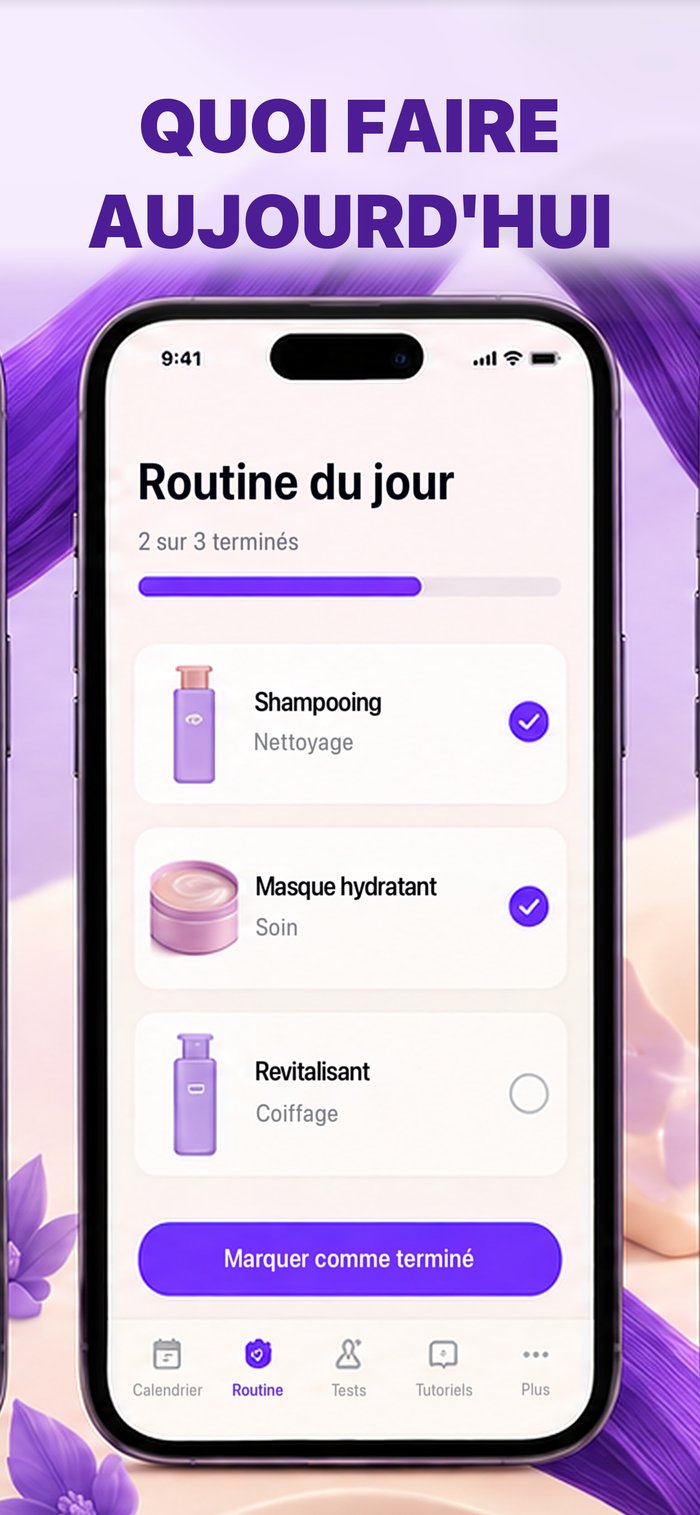 QUOI FAIRE
AUJOURD'HUI
9:41
Routine du jour
2 sur 3 terminés
Shampooing
Nettoyage
Masque hydratant
Soin
Revitalisant
Coiffage
Marquer comme terminé
Calendrier
Routine
Tests
Tutoriels
Plus